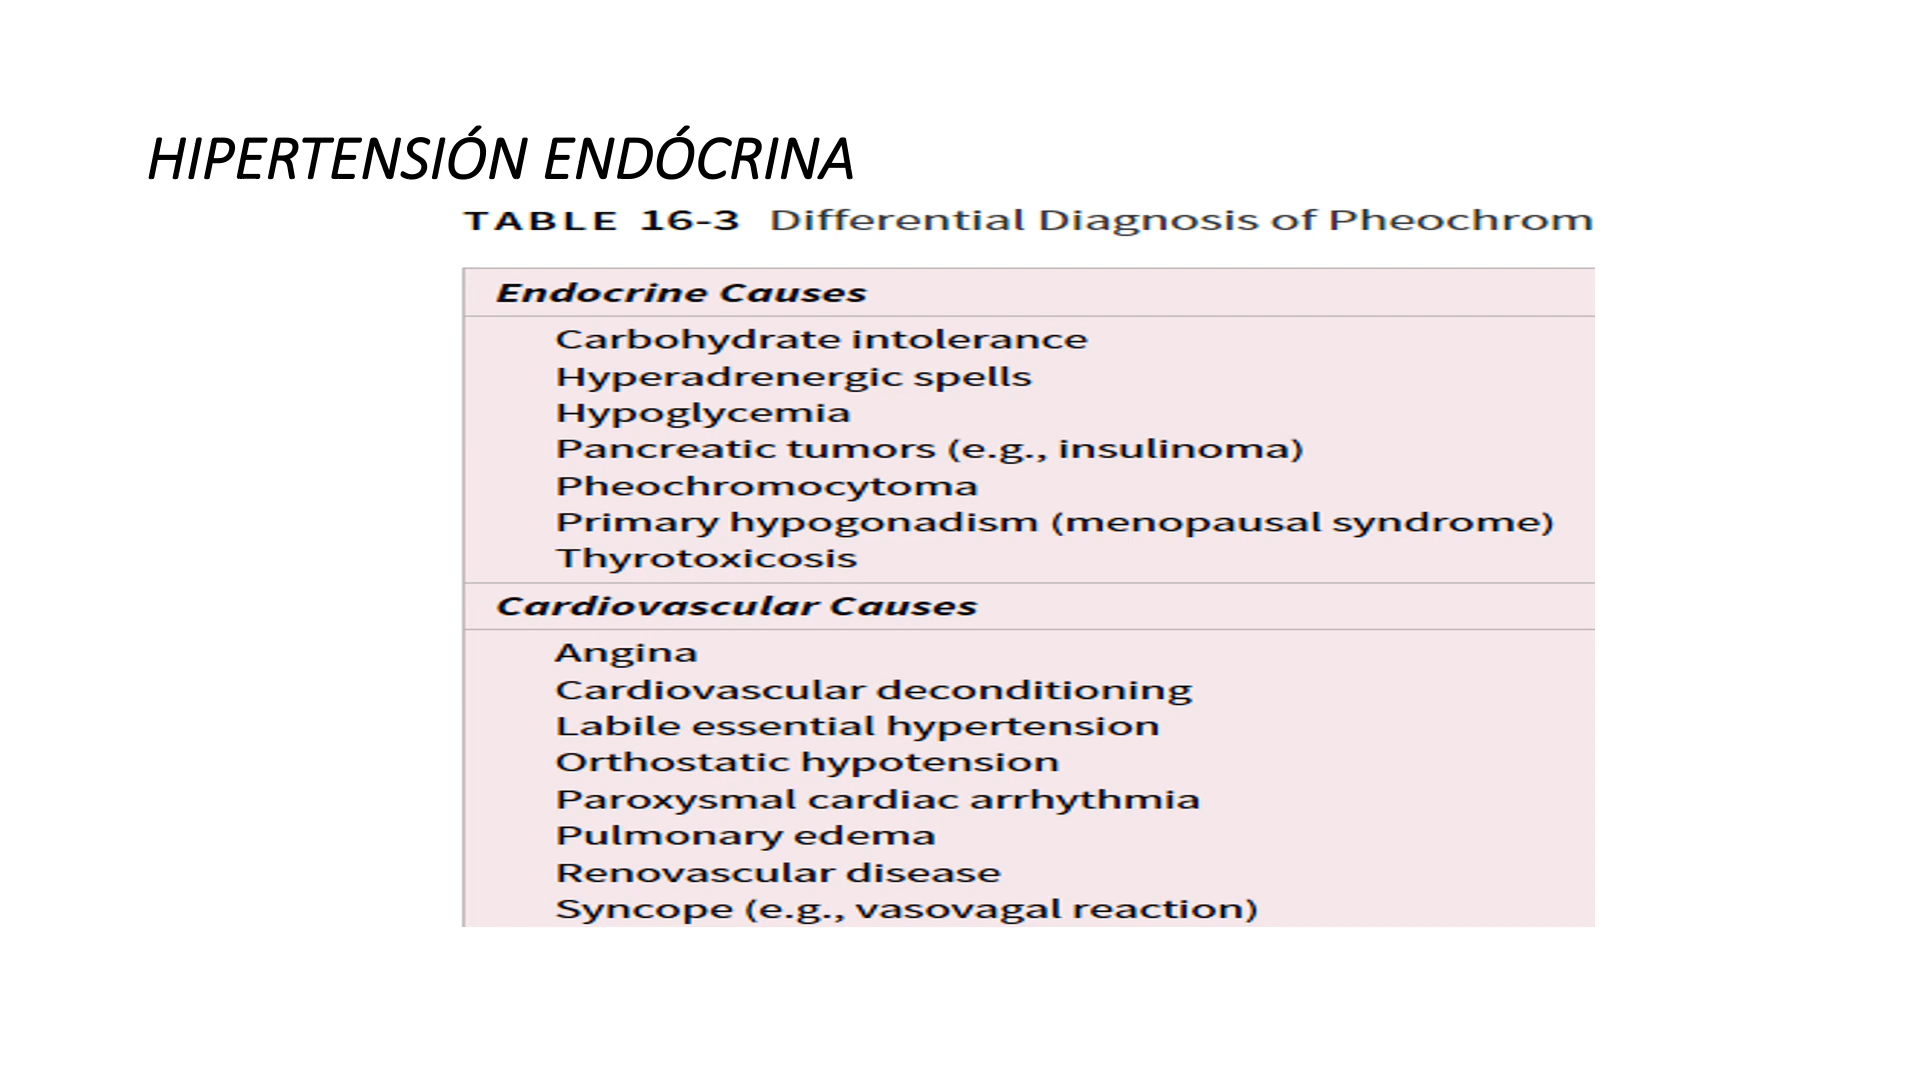 HIPERTENSIÓN ENDÓCRINA
TABLE 16-3 Differential Diagnosis of Pheochrom
Endocrine Causes
Carbohydrate intolerance
Hyperadrenergic spells
Hypoglycemia
Pancreatic tumors (e.g., insulinoma)
Pheochromocytoma
Primary hypogonadism (menopausal syndrome)
Thyrotoxicosis
Cardiovascular Causes
Angina
Cardiovascular deconditioning
Labile essential hypertension
Orthostatic hypotension
Paroxysmal cardiac arrhythmia
Pulmonary edema
Renovascular disease
Syncope (e.g., vasovagal reaction)